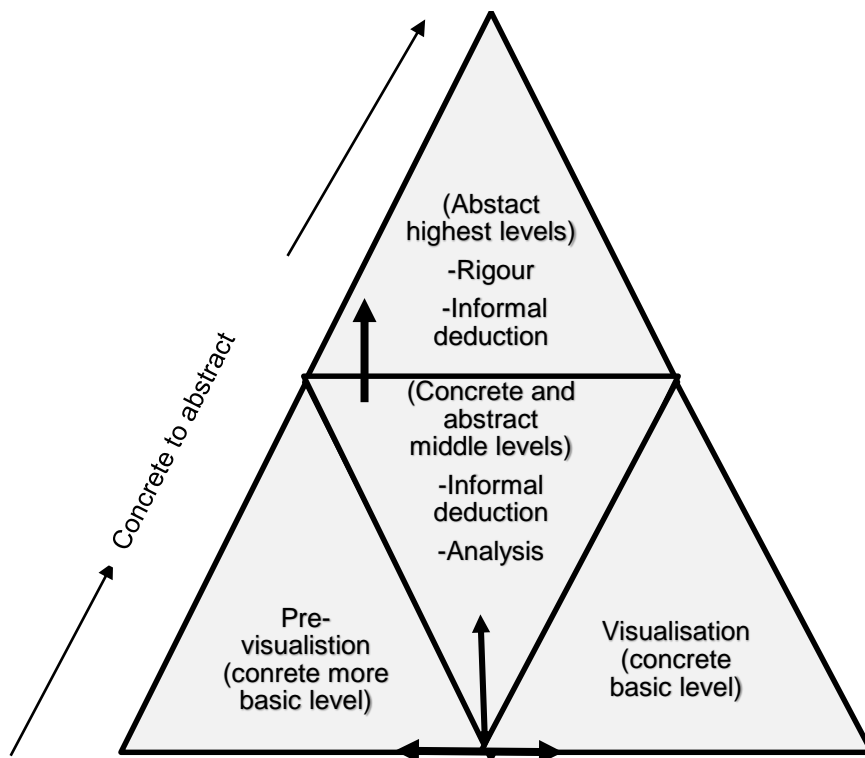 (Abstact
highest levels)
-Rigour
-Informal
deduction
Concrete to abstract
(Concrete and
abstract
middle levels)
-Informal
deduction
-Analysis
Pre-
visualistion
(conrete more
basic level)
Visualisation
(concrete
basic level)